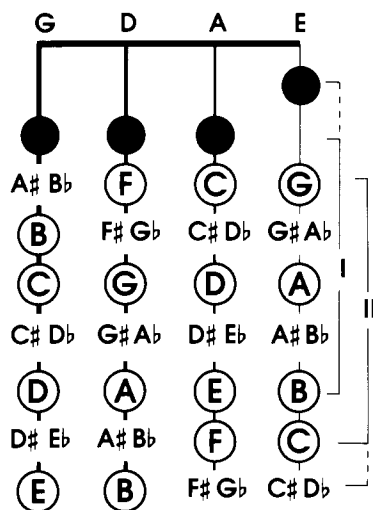 G D A E
A♯ B♭ F C G
B F♯ G♭ C♯ D♭ G♯ A♭
C G D A I
C♯ D♭ G♯ A♭ D♯ E♭ A♯ B♭ II
D A E B
D♯ E♭ A♯ B♭ F C
E B F♯ G♭ C♯ D♭